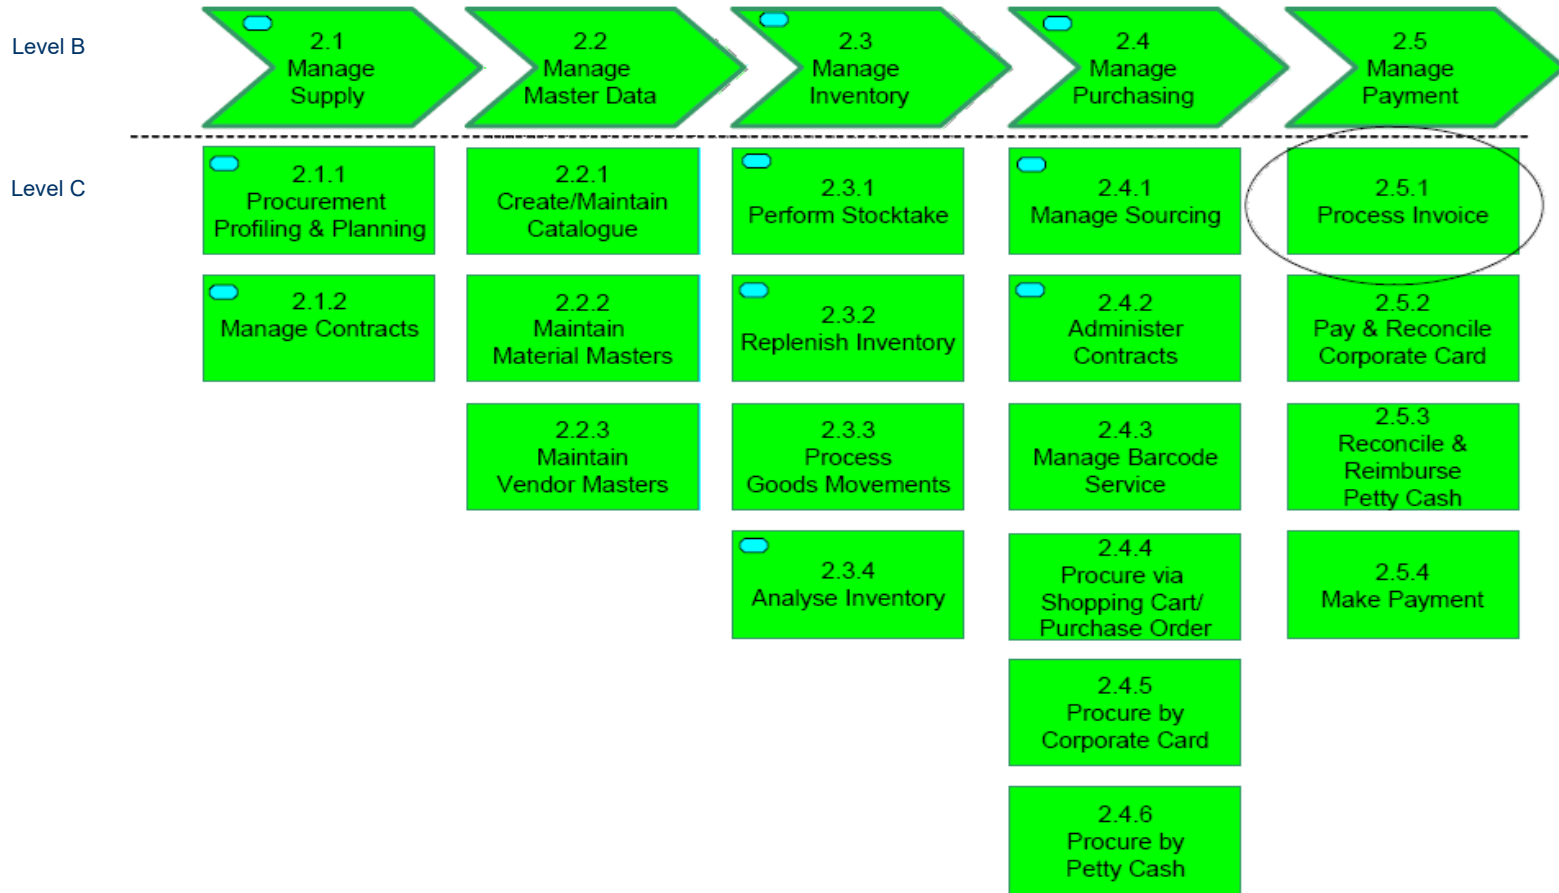 Level B
2.1
Manage
Supply
2.2
Manage
Master Data
2.3
Manage
Inventory
2.4
Manage
Purchasing
2.5
Manage
Payment
Level C
2.1.1
Procurement
Profiling & Planning
2.2.1
Create/Maintain
Catalogue
2.3.1
Perform Stocktake
2.4.1
Manage Sourcing
2.5.1
Process Invoice
2.1.2
Manage Contracts
2.2.2
Maintain
Material Masters
2.3.2
Replenish Inventory
2.4.2
Administer
Contracts
2.5.2
Pay & Reconcile
Corporate Card
2.2.3
Maintain
Vendor Masters
2.3.3
Process
Goods Movements
2.4.3
Manage Barcode
Service
2.5.3
Reconcile &
Reimburse
Petty Cash
2.3.4
Analyse Inventory
2.4.4
Procure via
Shopping Cart/
Purchase Order
2.5.4
Make Payment
2.4.5
Procure by
Corporate Card
2.4.6
Procure by
Petty Cash